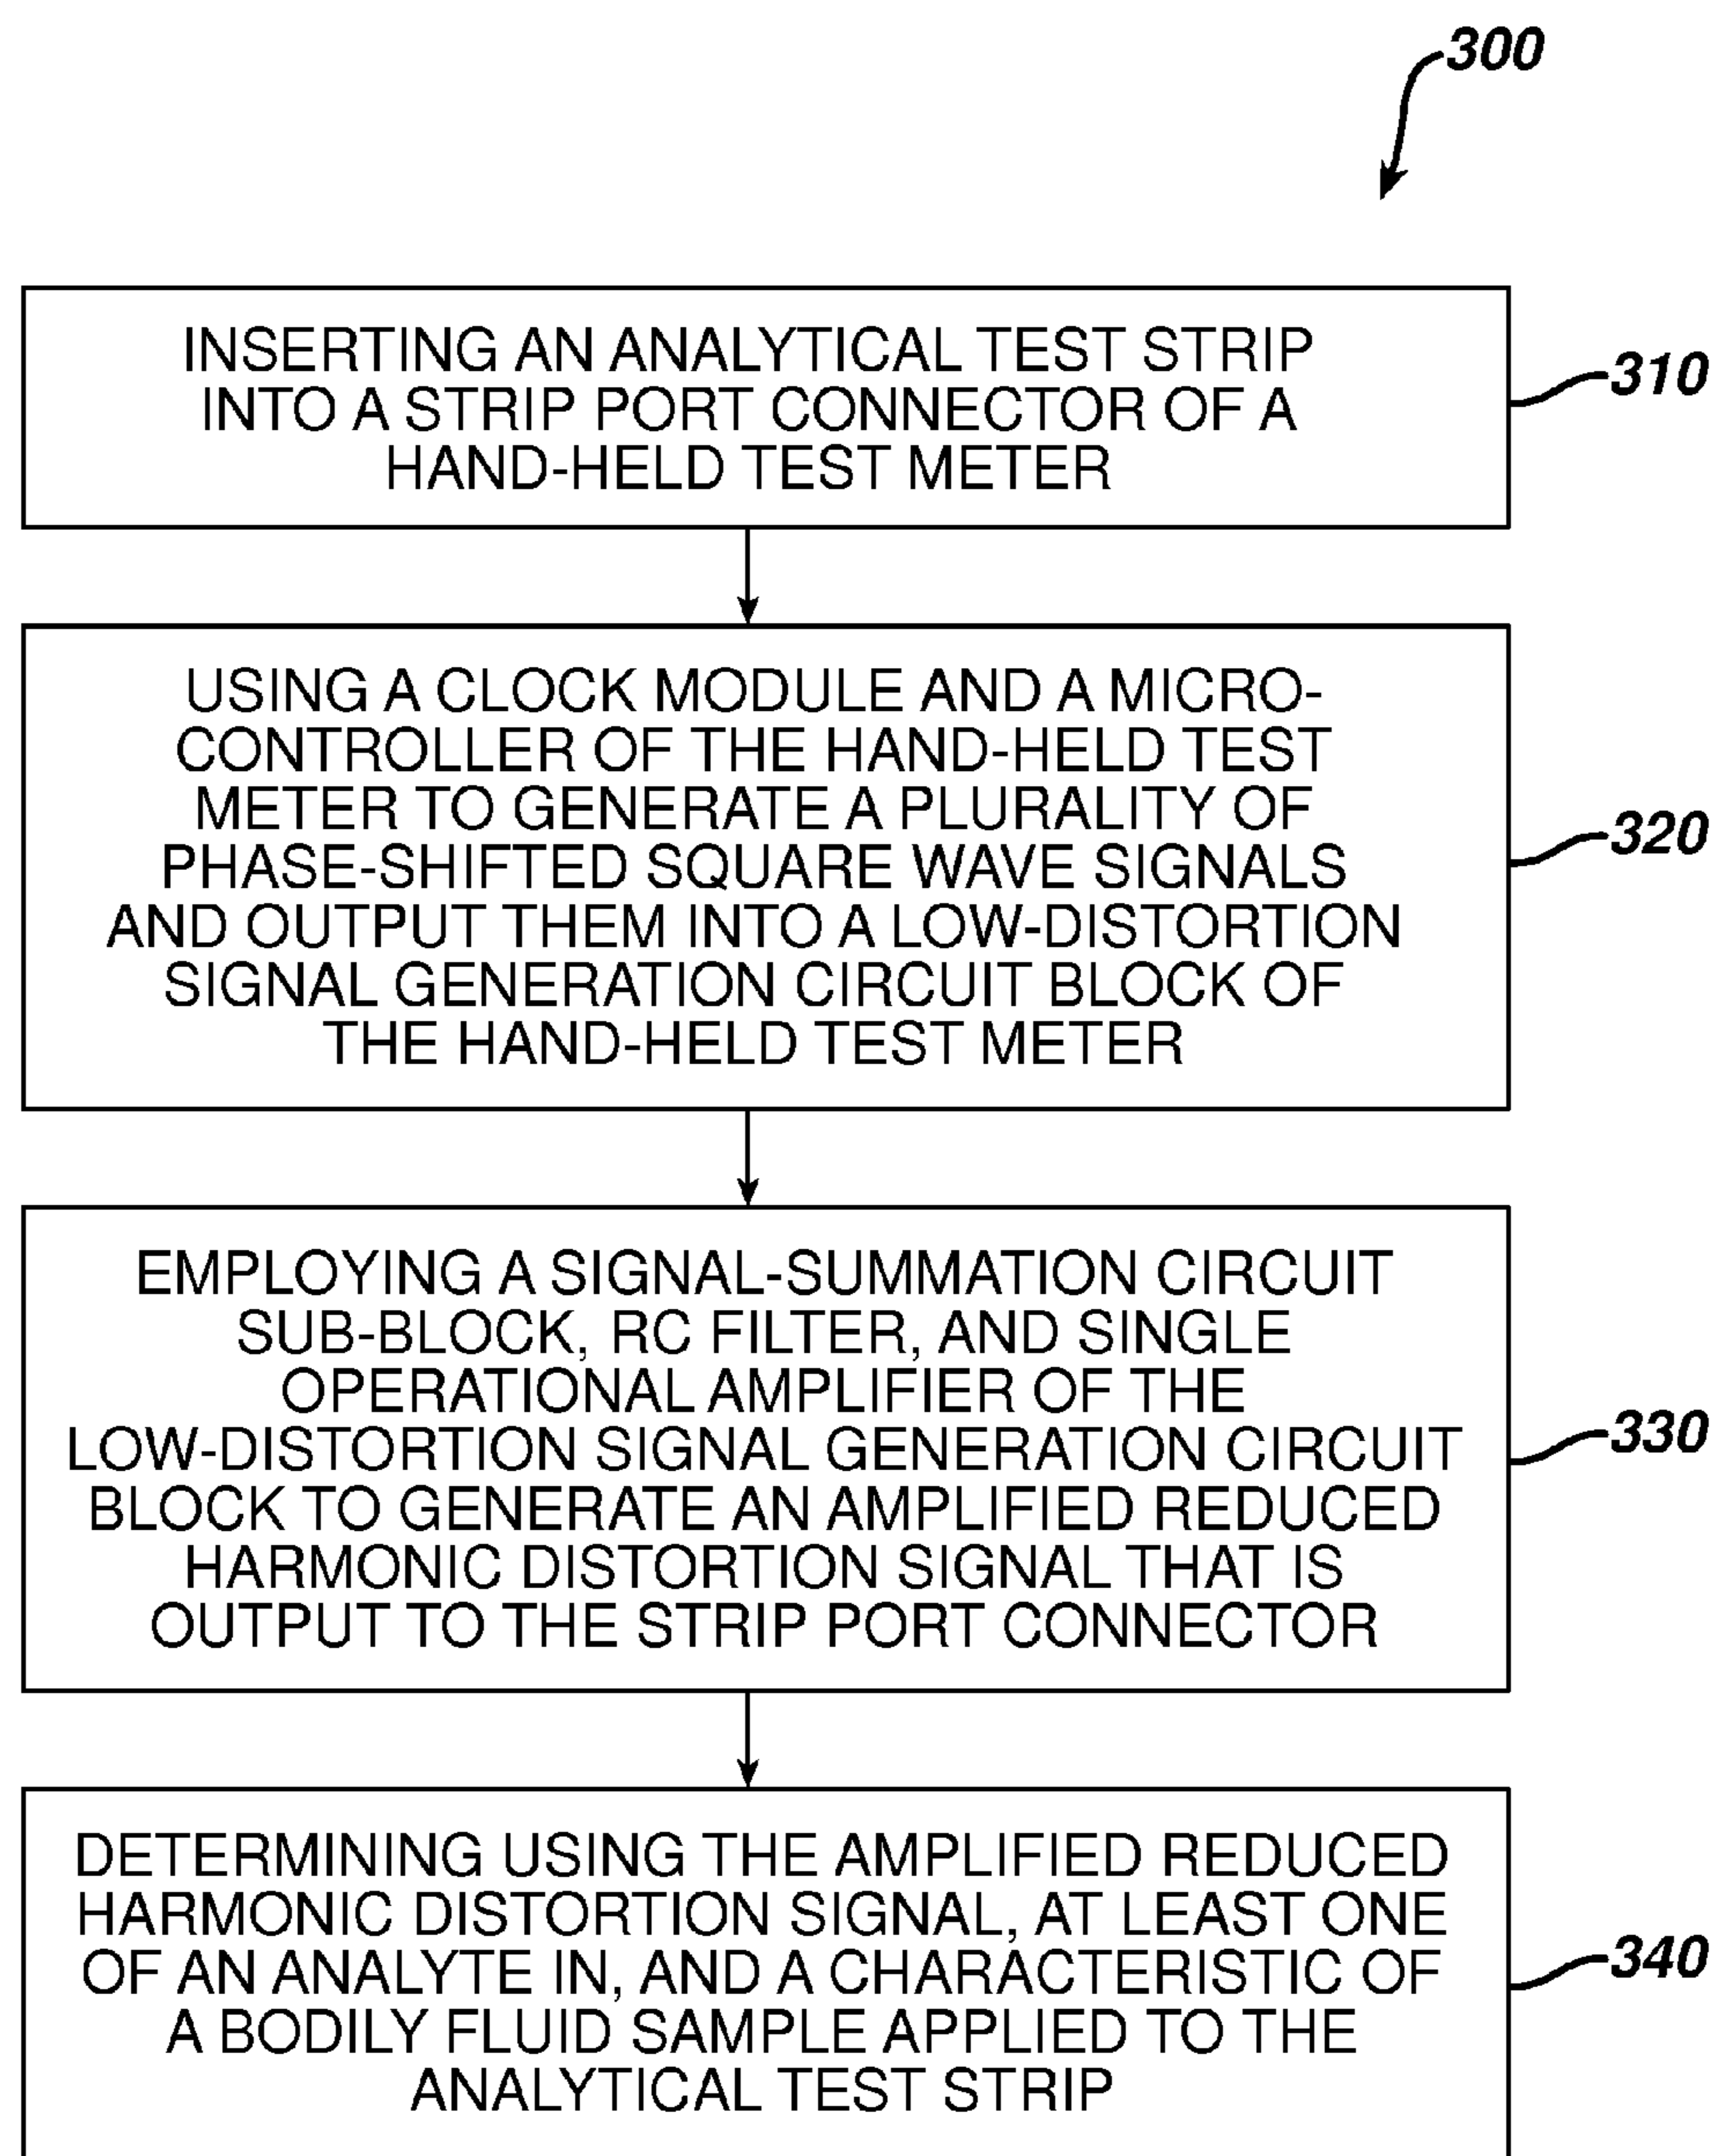 300
INSERTING AN ANALYTICAL TEST STRIP
INTO A STRIP PORT CONNECTOR OF A
HAND-HELD TEST METER
310
USING A CLOCK MODULE AND A MICRO-
CONTROLLER OF THE HAND-HELD TEST
METER TO GENERATE A PLURALITY OF
PHASE-SHIFTED SQUARE WAVE SIGNALS
AND OUTPUT THEM INTO A LOW-DISTORTION
SIGNAL GENERATION CIRCUIT BLOCK OF
THE HAND-HELD TEST METER
320
EMPLOYING A SIGNAL-SUMMATION CIRCUIT
SUB-BLOCK, RC FILTER, AND SINGLE
OPERATIONAL AMPLIFIER OF THE
LOW-DISTORTION SIGNAL GENERATION CIRCUIT
BLOCK TO GENERATE AN AMPLIFIED REDUCED
HARMONIC DISTORTION SIGNAL THAT IS
OUTPUT TO THE STRIP PORT CONNECTOR
330
DETERMINING USING THE AMPLIFIED REDUCED
HARMONIC DISTORTION SIGNAL, AT LEAST ONE
OF AN ANALYTE IN, AND A CHARACTERISTIC OF
A BODILY FLUID SAMPLE APPLIED TO THE
ANALYTICAL TEST STRIP
340